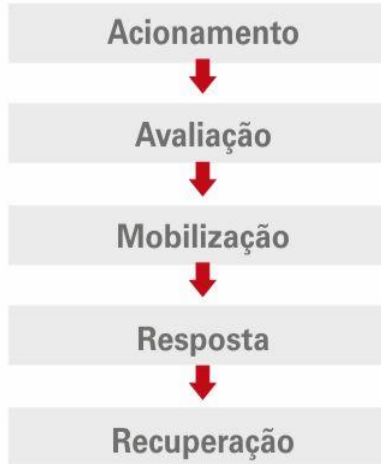 Acionamento
Avaliação
Mobilização
Resposta
Recuperação